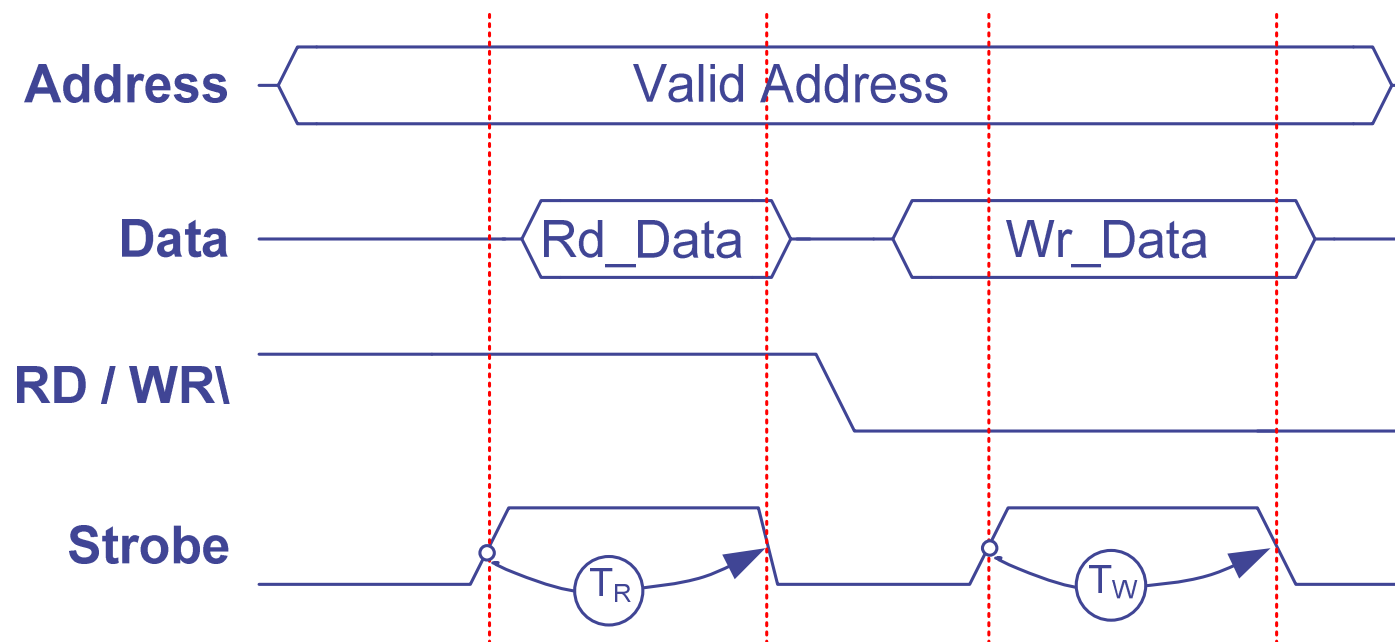 Address Valid Address
Data Rd_Data Wr_Data
RD / WR\
Strobe
TR TW